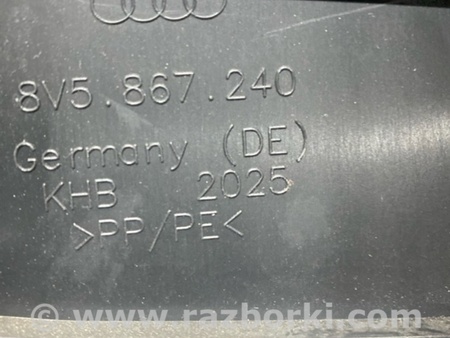 8V5.867.240
Germany (DE)
KHB 2025
>PP/PE<
© www.razborki.com